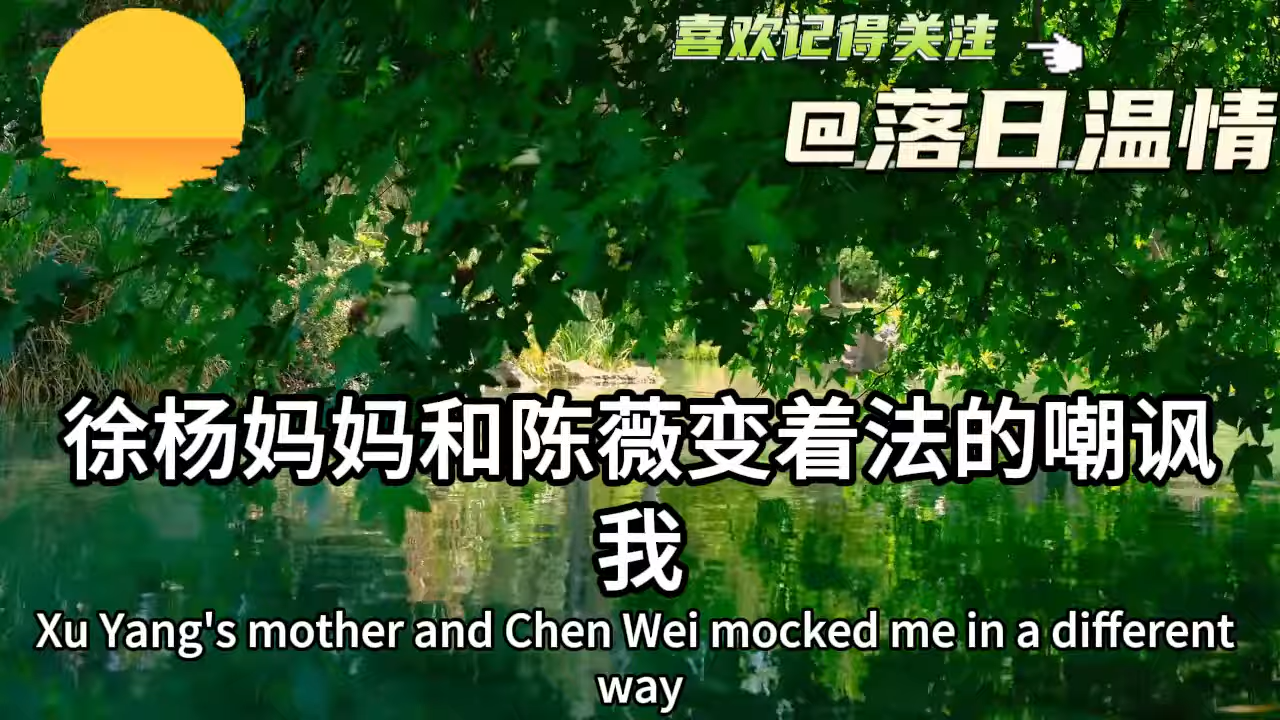 喜欢记得关注
@落日温情
徐杨妈妈和陈薇变着法的嘲讽
我
Xu Yang's mother and Chen Wei mocked me in a different
way